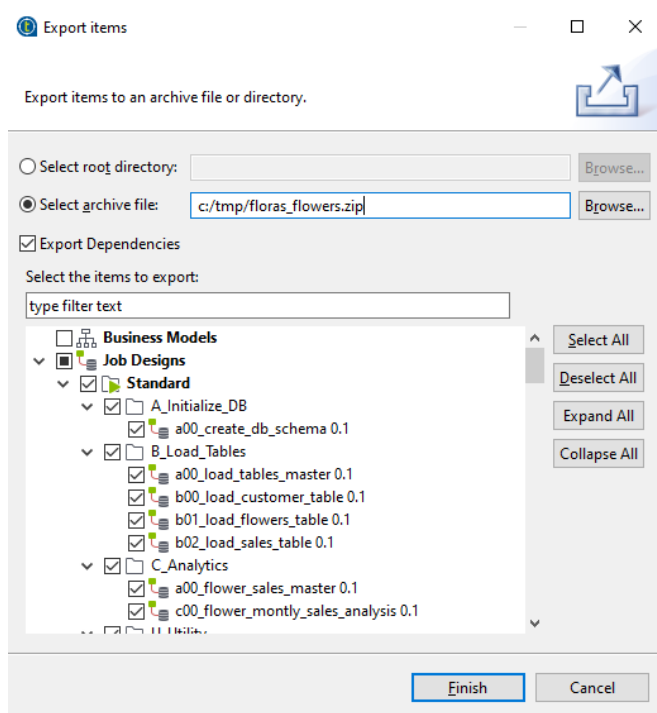 Export items
Export items to an archive file or directory.
Select root directory:
Browse...
Select archive file:
c:/tmp/floras_flowers.zip
Browse...
Export Dependencies
Select the items to export:
type filter text
Business Models
Select All
Job Designs
Standard
Deselect All
A_Initialize_DB
Expand All
a00_create_db_schema 0.1
B_Load_Tables
Collapse All
a00_load_tables_master 0.1
b00_load_customer_table 0.1
b01_load_flowers_table 0.1
b02_load_sales_table 0.1
C_Analytics
a00_flower_sales_master 0.1
c00_flower_montly_sales_analysis 0.1
U_Utility
Finish
Cancel